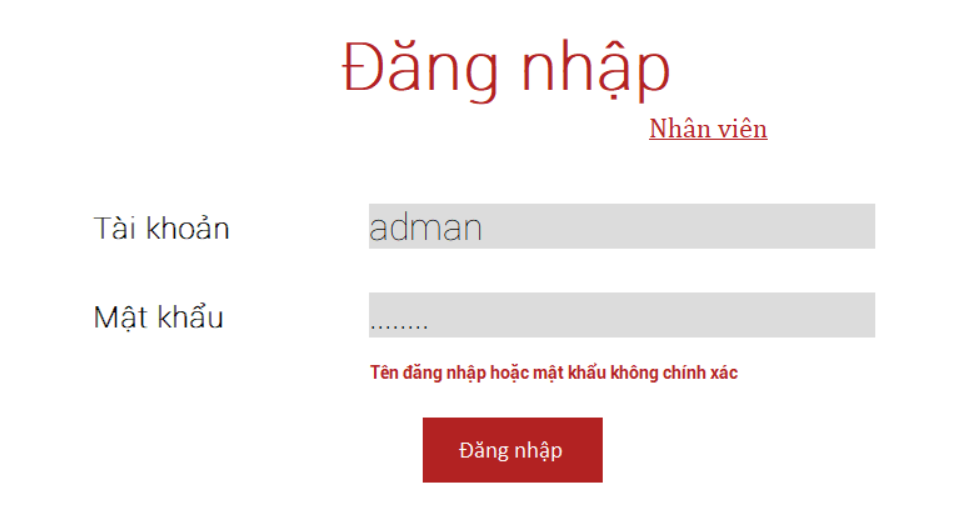 Đăng nhập
Nhân viên
Tài khoản adman
Mật khẩu ........
Tên đăng nhập hoặc mật khẩu không chính xác
Đăng nhập